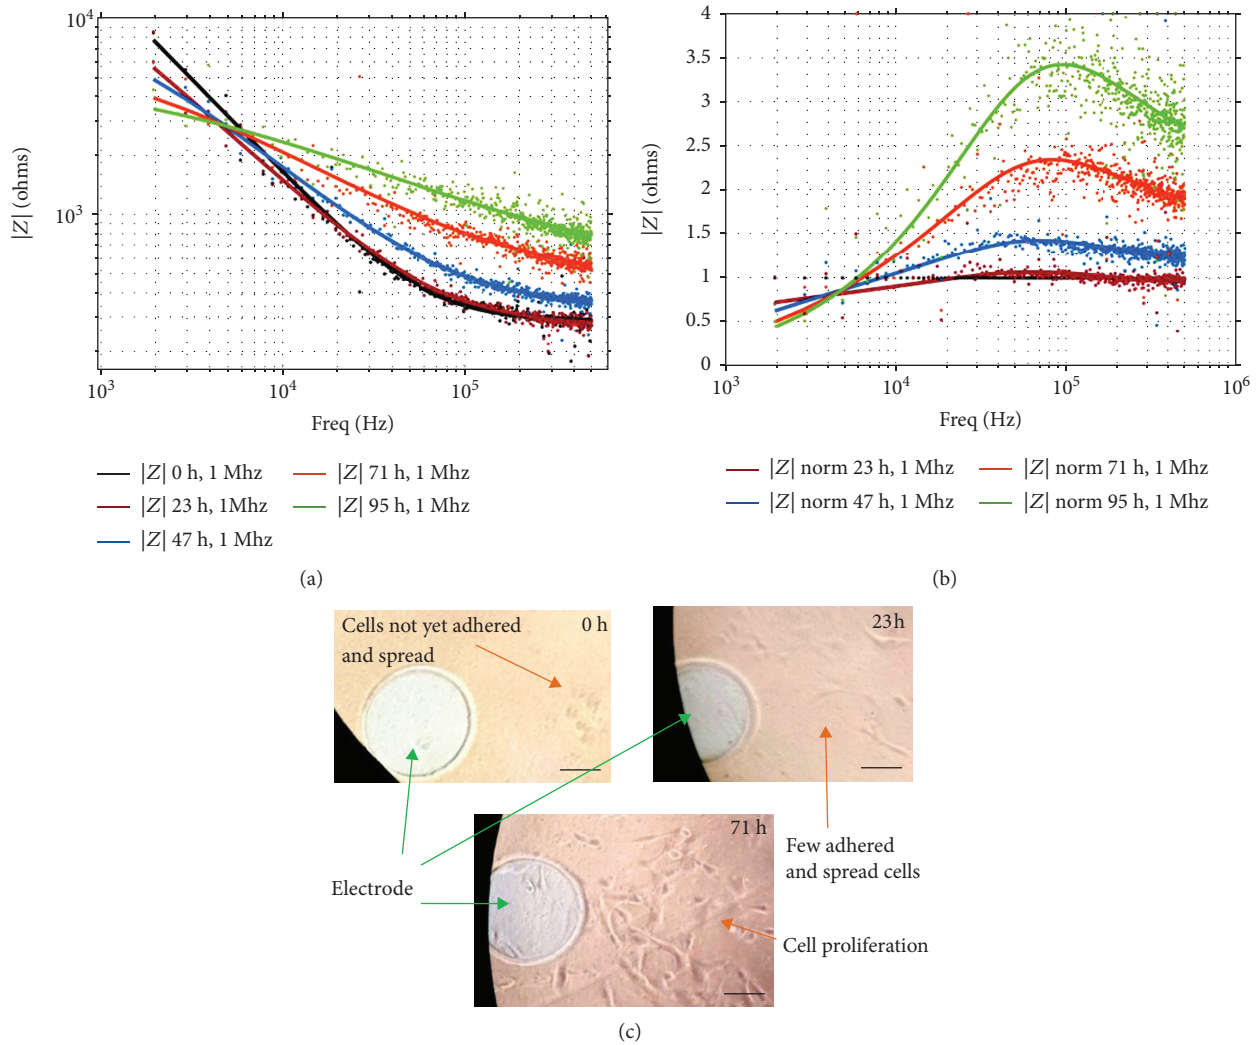 10^4
10^3
|Z| (ohms)
10^3
10^4
10^5
Freq (Hz)
|Z| 0 h, 1 Mhz
|Z| 71 h, 1 Mhz
|Z| 23 h, 1Mhz
|Z| 95 h, 1 Mhz
|Z| 47 h, 1 Mhz
(a)
4
3.5
3
2.5
2
1.5
1
0.5
0
|Z| (ohms)
10^3
10^4
10^5
10^6
Freq (Hz)
|Z| norm 23 h, 1 Mhz
|Z| norm 71 h, 1 Mhz
|Z| norm 47 h, 1 Mhz
|Z| norm 95 h, 1 Mhz
(b)
Cells not yet adhered
and spread
0 h
23h
71 h
Electrode
Few adhered
and spread cells
Cell proliferation
(c)